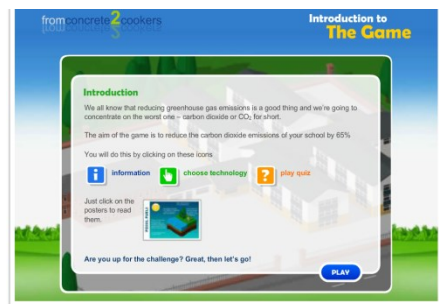 fromconcrete2cookers
Introduction to
The Game
Introduction
We all know that reducing greenhouse gas emissions is a good thing and we're going to
concentrate on the worst one – carbon dioxide or CO₂ for short.
The aim of the game is to reduce the carbon dioxide emissions of your school by 65%
You will do this by clicking on these icons
i information choose technology ? play quiz
Just click on the
posters to read
them.
Are you up for the challenge? Great, then let's go!
PLAY